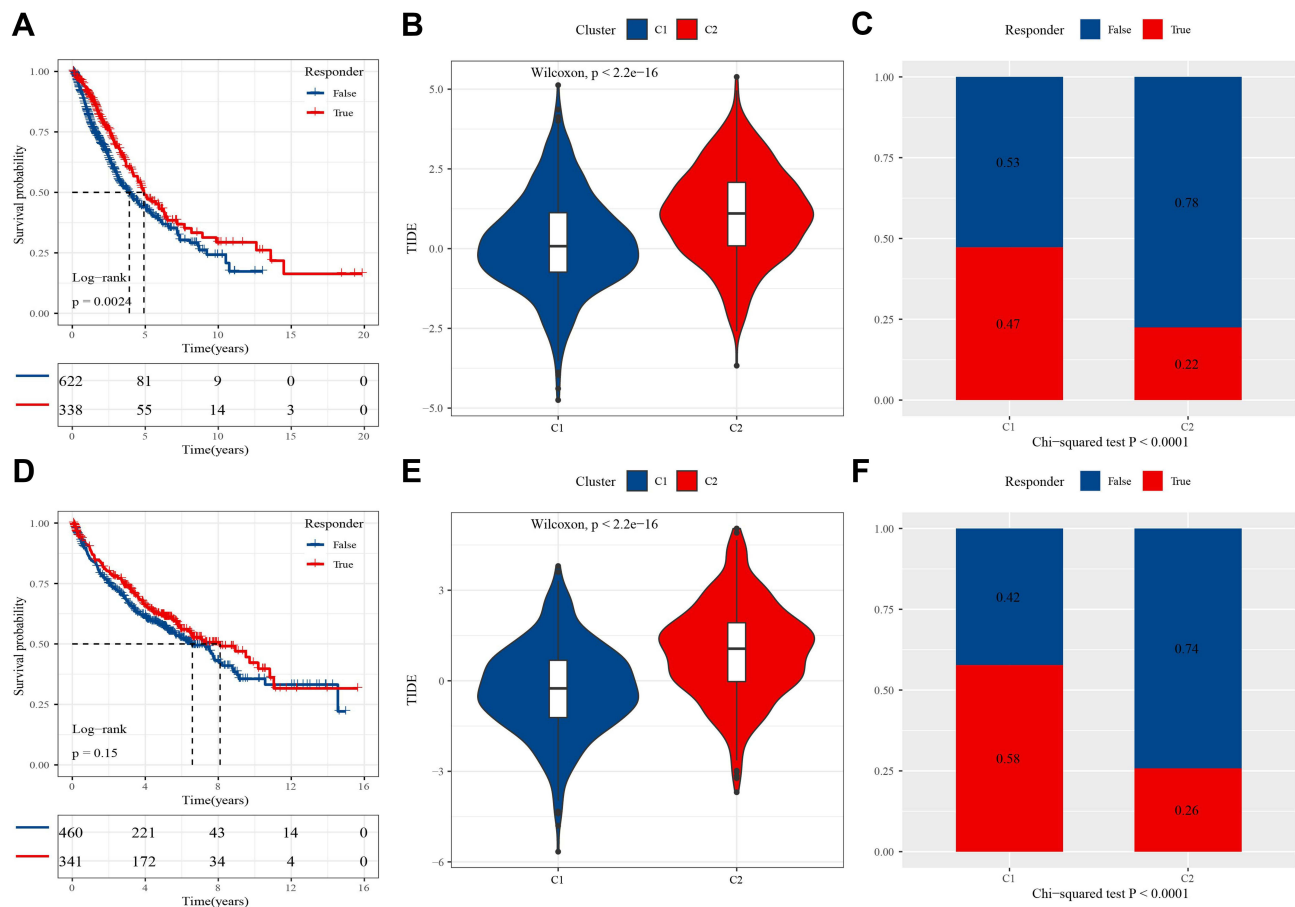 A
Responder
False
True
Survival probability
1.00
0.75
0.50
0.25
0.00
Log-rank
p = 0.0024
0 5 10 15 20
Time(years)
622 81 9 0 0
338 55 14 3 0
0 5 10 15 20
Time(years)
B
Cluster C1 C2
Wilcoxon, p < 2.2e-16
TIDE
5.0
2.5
0.0
-2.5
-5.0
C1 C2
C
Responder False True
1.00
0.75
0.50
0.25
0.00
0.53
0.47
0.78
0.22
C1 C2
Chi-squared test P < 0.0001
D
Responder
False
True
Survival probability
1.00
0.75
0.50
0.25
0.00
Log-rank
p = 0.15
0 4 8 12 16
Time(years)
460 221 43 14 0
341 172 34 4 0
0 4 8 12 16
Time(years)
E
Cluster C1 C2
Wilcoxon, p < 2.2e-16
TIDE
3
0
-3
-6
C1 C2
F
Responder False True
1.00
0.75
0.50
0.25
0.00
0.42
0.58
0.74
0.26
C1 C2
Chi-squared test P < 0.0001